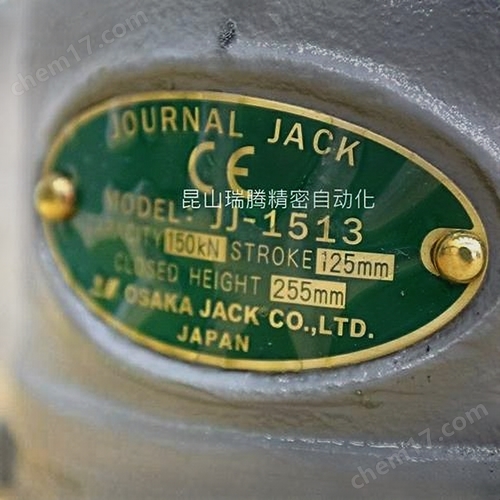 chem17.com
JOURNAL JACK
CE
昆山瑞腾精密自动化
MODEL: JJ-1513
CAPACITY 150kN STROKE 125mm
CLOSED HEIGHT 255mm
OSAKA JACK CO.,LTD.
JAPAN
chem17.com